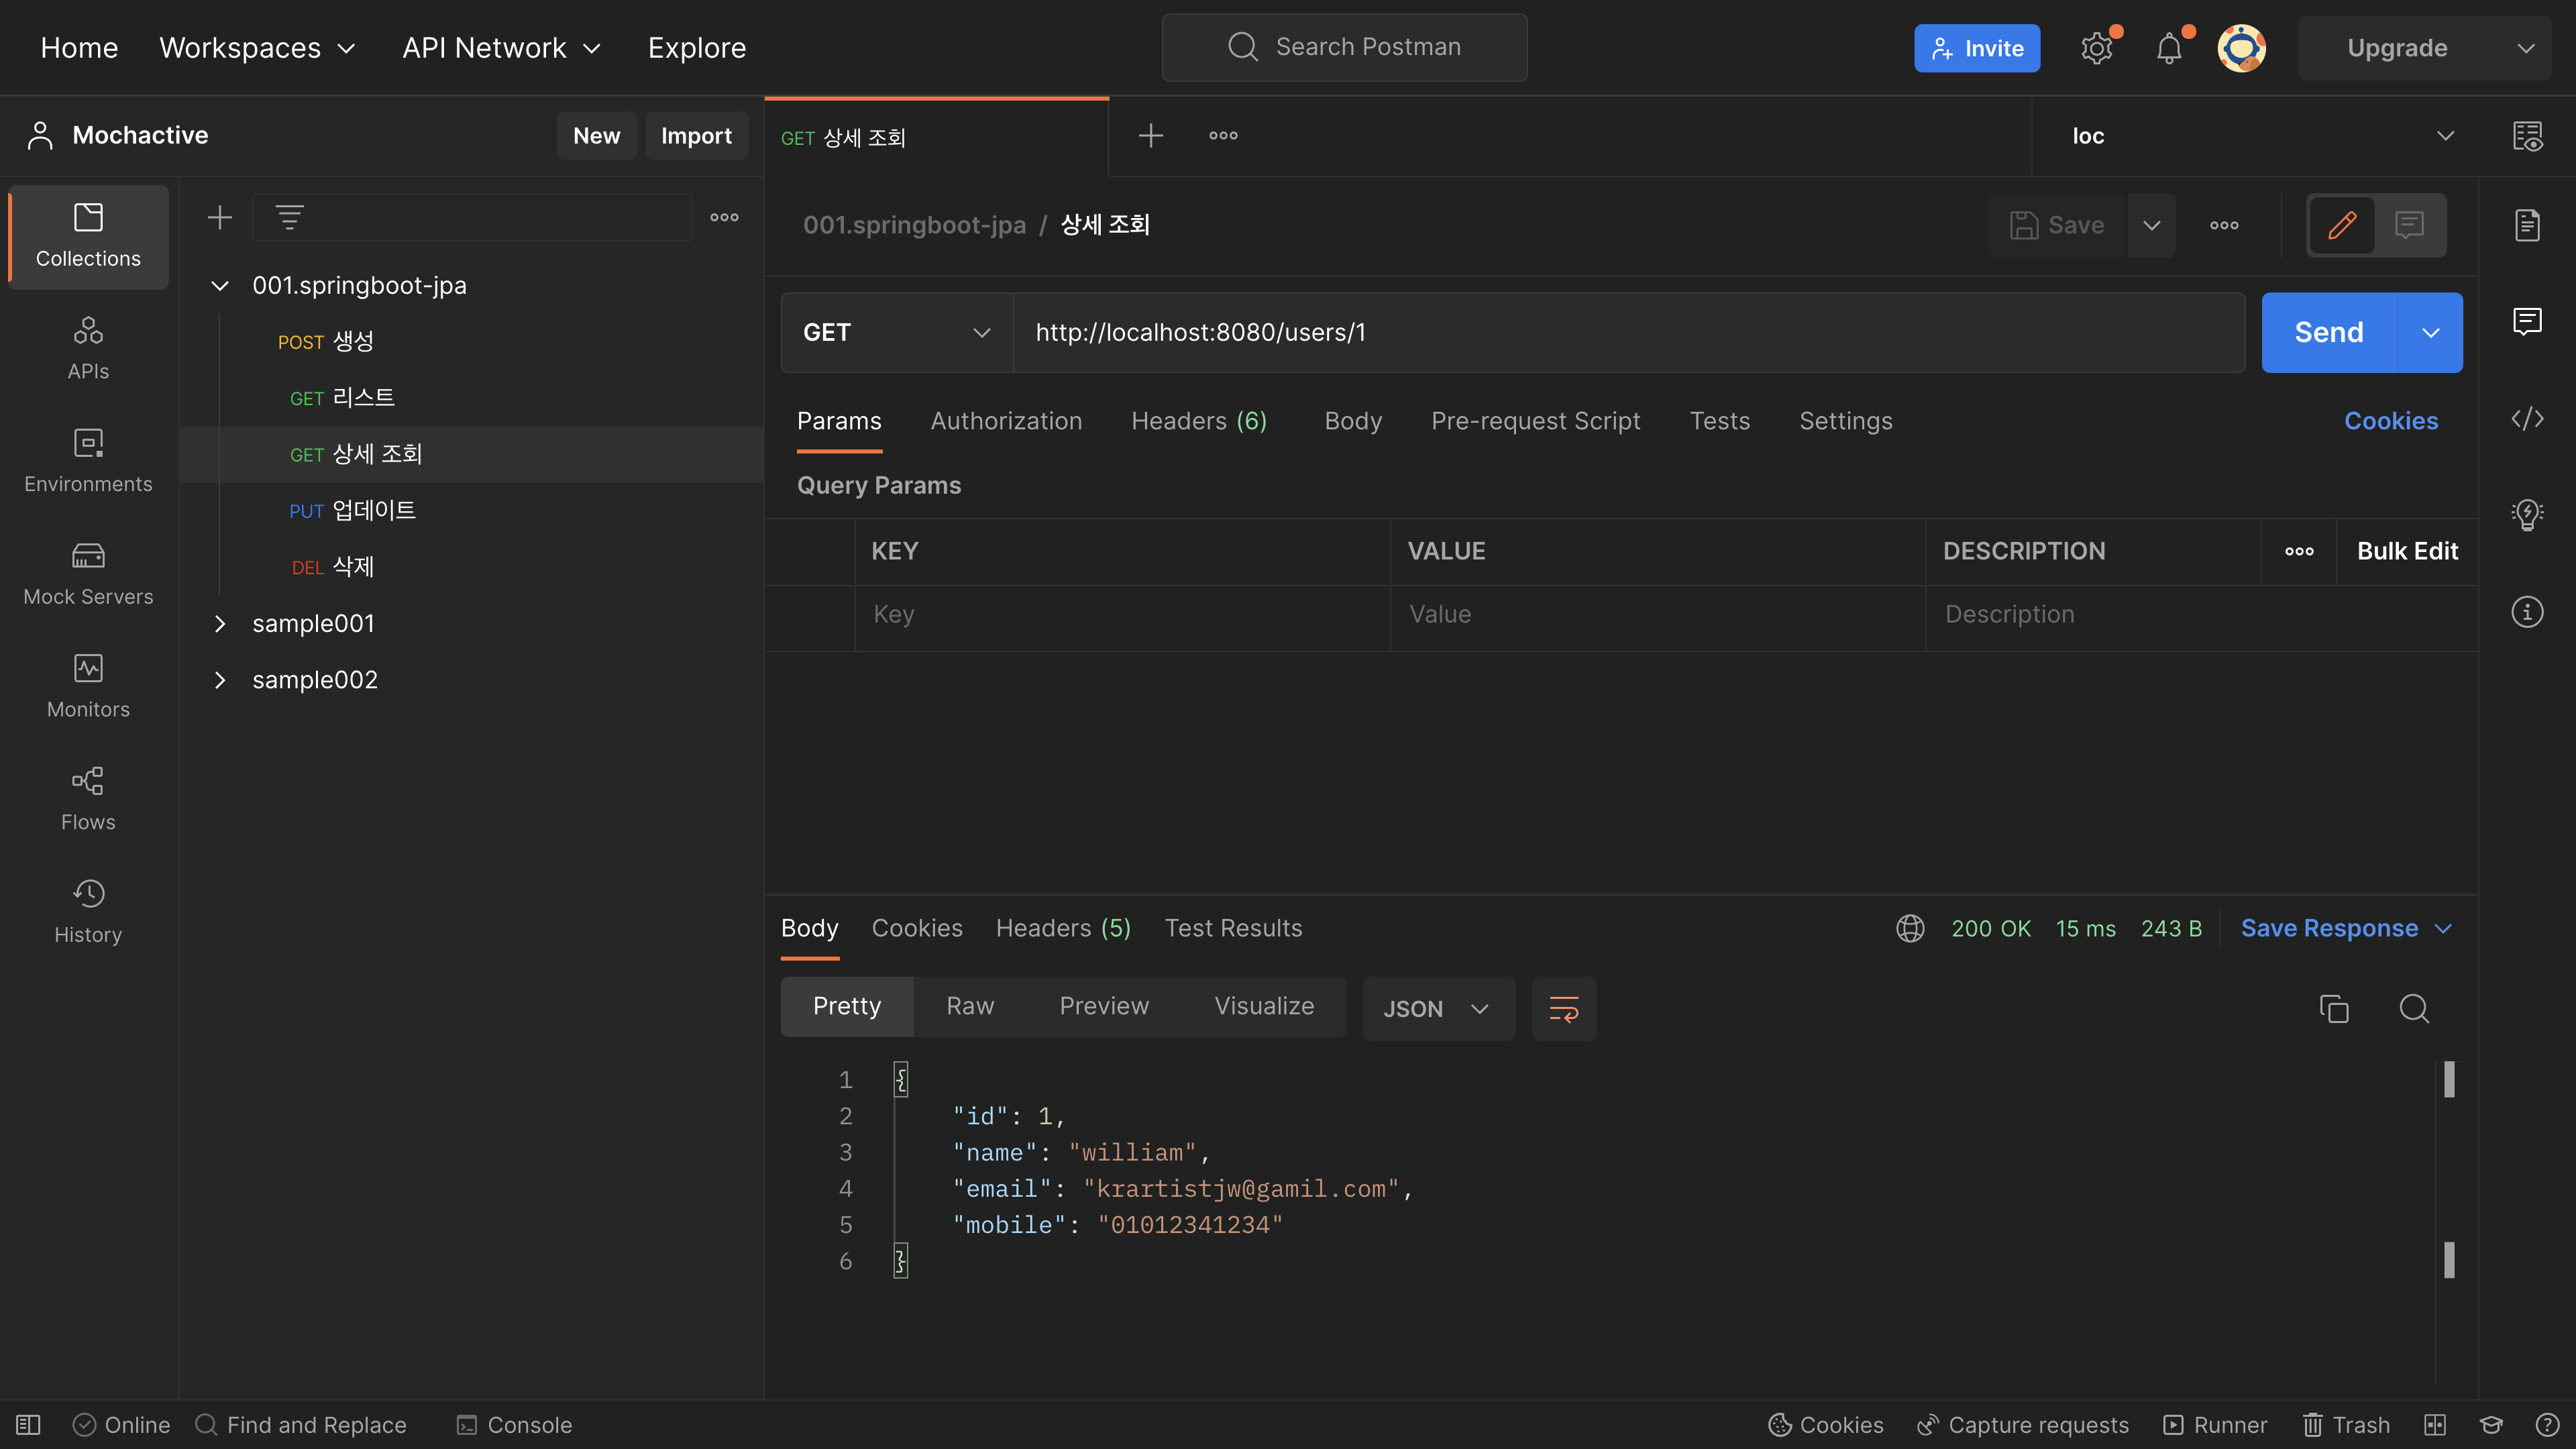 Home Workspaces API Network Explore Search Postman Invite Upgrade
Mochactive New Import
GET 상세 조회
loc
Collections
APIs
Environments
Mock Servers
Monitors
Flows
History
001.springboot-jpa
POST 생성
GET 리스트
GET 상세 조회
PUT 업데이트
DEL 삭제
sample001
sample002
001.springboot-jpa / 상세 조회 Save
GET http://localhost:8080/users/1 Send
Params Authorization Headers (6) Body Pre-request Script Tests Settings Cookies
Query Params
KEY VALUE DESCRIPTION Bulk Edit
Key Value Description
Body Cookies Headers (5) Test Results 200 OK 15 ms 243 B Save Response
Pretty Raw Preview Visualize JSON
1 {
2 "id": 1,
3 "name": "william",
4 "email": "krartistjw@gamil.com",
5 "mobile": "01012341234"
6 }
Online Find and Replace Console Cookies Capture requests Runner Trash